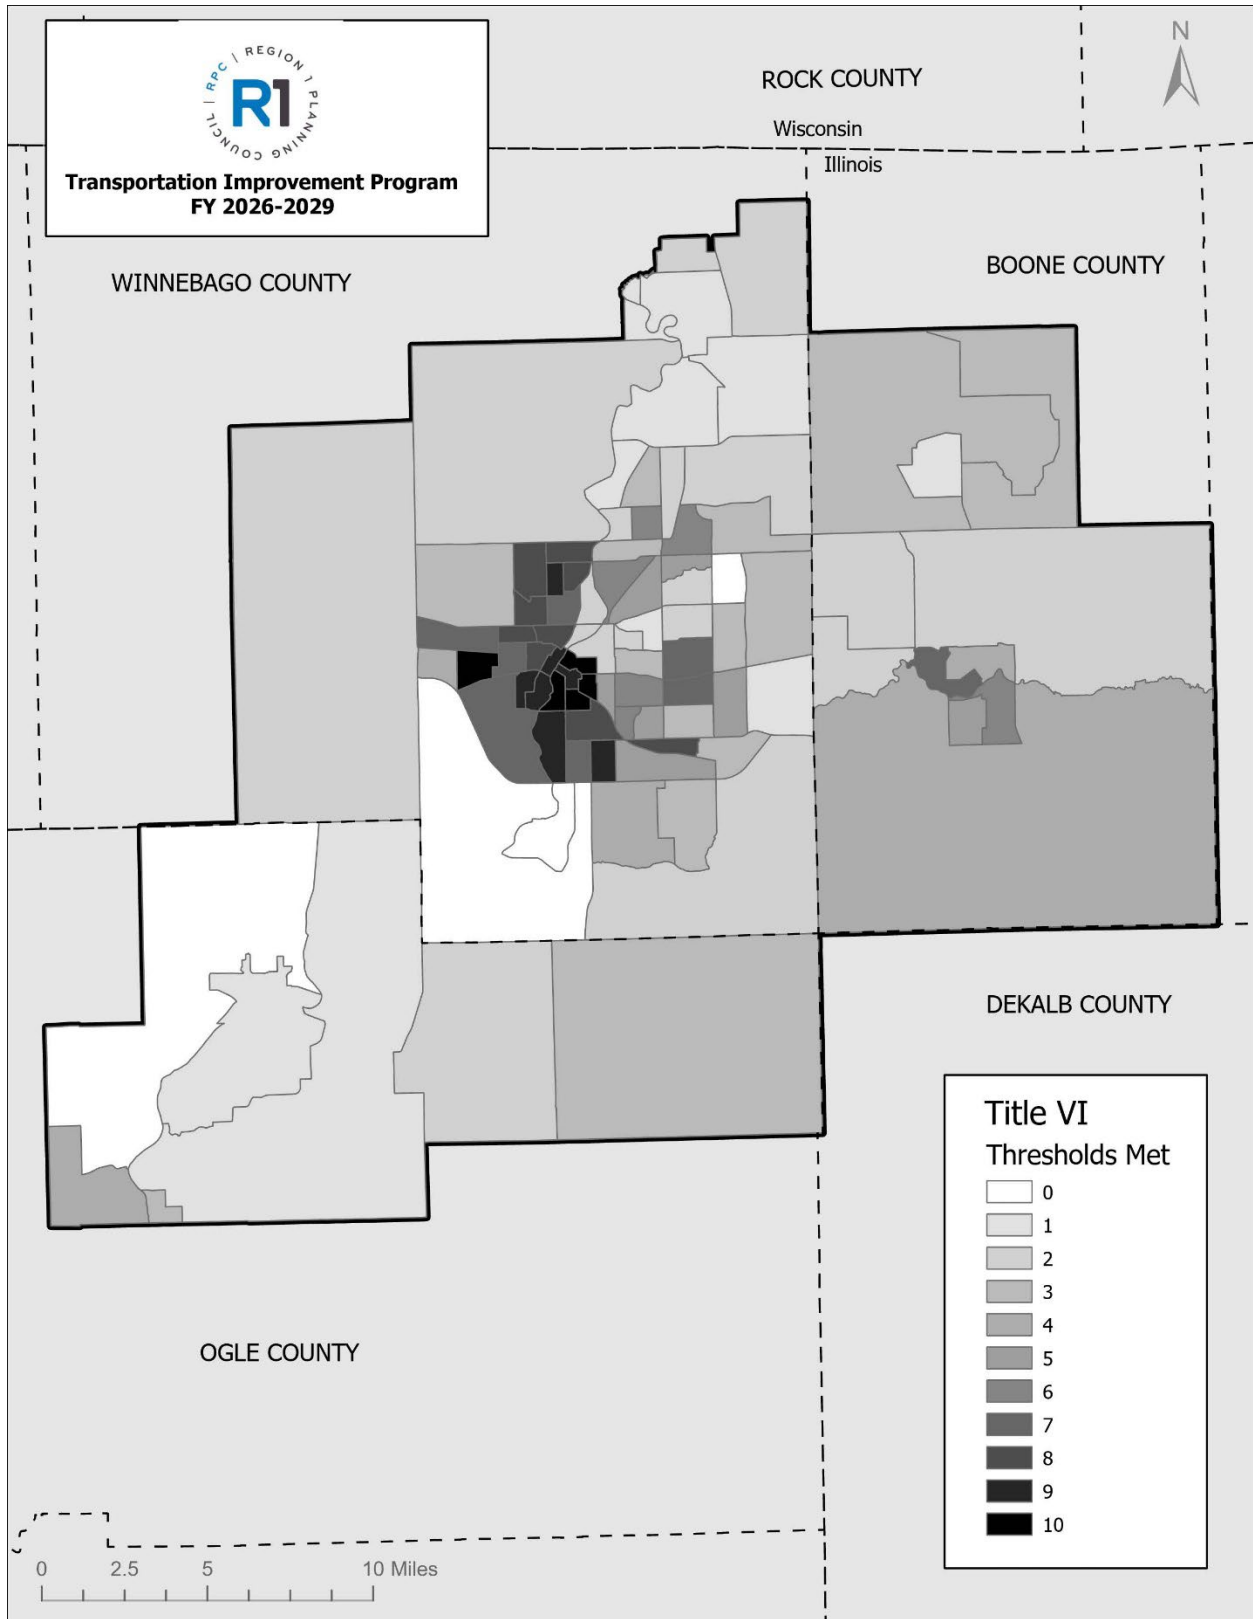 RPC | REGION 1 PLANNING COUNCIL |
R1
Transportation Improvement Program
FY 2026-2029
N
ROCK COUNTY
Wisconsin
Illinois
WINNEBAGO COUNTY
BOONE COUNTY
DEKALB COUNTY
OGLE COUNTY
Title VI
Thresholds Met
0
1
2
3
4
5
6
7
8
9
10
0 2.5 5 10 Miles